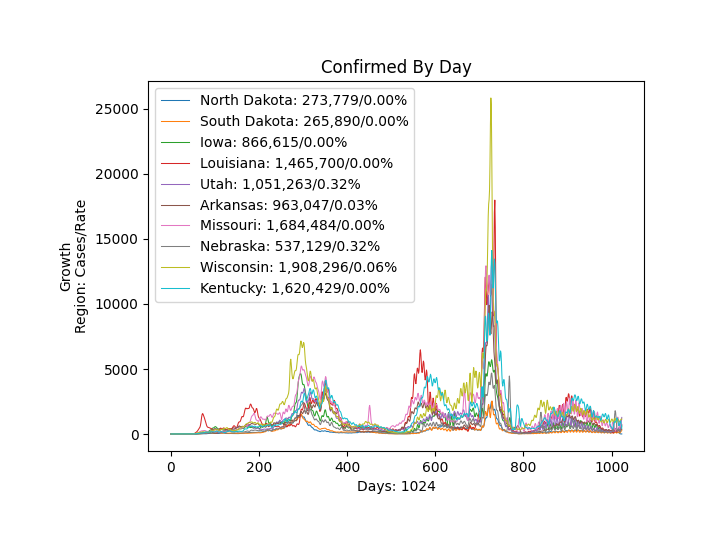 Confirmed By Day
North Dakota: 273,779/0.00%
South Dakota: 265,890/0.00%
Iowa: 866,615/0.00%
Louisiana: 1,465,700/0.00%
Utah: 1,051,263/0.32%
Arkansas: 963,047/0.03%
Missouri: 1,684,484/0.00%
Nebraska: 537,129/0.32%
Wisconsin: 1,908,296/0.06%
Kentucky: 1,620,429/0.00%
Growth
Region: Cases/Rate
25000
20000
15000
10000
5000
0
0 200 400 600 800 1000
Days: 1024